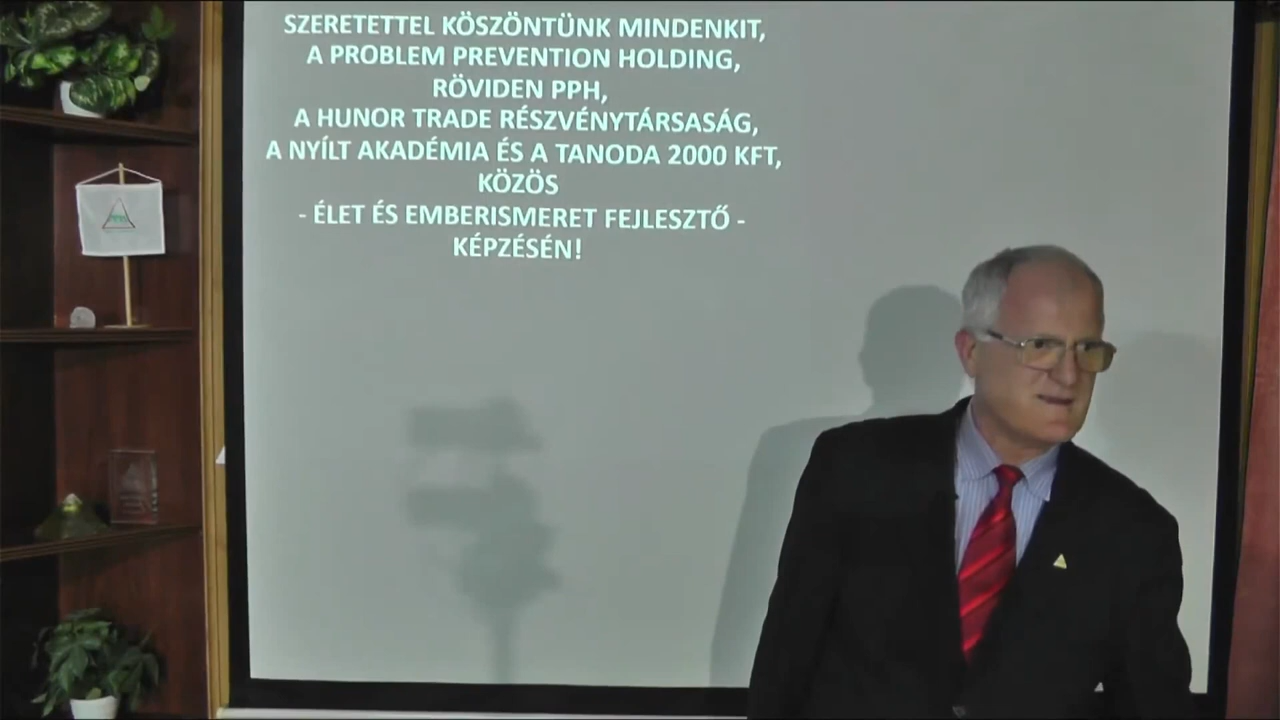 SZERETETTEL KÖSZÖNTÜNK MINDENKIT,
A PROBLEM PREVENTION HOLDING,
RÖVIDEN PPH,
A HUNOR TRADE RÉSZVÉNYTÁRSASÁG,
A NYÍLT AKADÉMIA ÉS A TANODA 2000 KFT,
KÖZÖS
- ÉLET ÉS EMBERISMERET FEJLESZTŐ -
KÉPZÉSÉN!